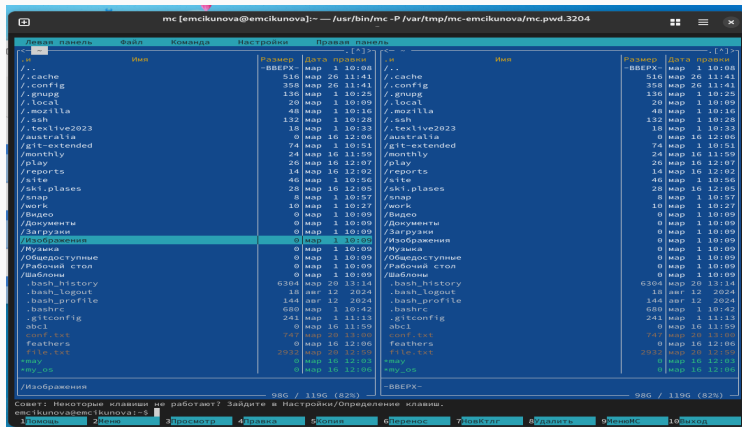 mc [emcikunova@emcikunova]:~ — /usr/bin/mc -P /var/tmp/mc-emcikunova/mc.pwd.3204
Левая панель Файл Команда Настройки Правая панель
<— ~ .[^]> <— ~ .[^]>
.и Имя Размер Дата правки .и Имя Размер Дата правки
/.. -ВВЕРХ- мар 1 10:08 /.. -ВВЕРХ- мар 1 10:08
/.cache 516 мар 26 11:41 /.cache 516 мар 26 11:41
/.config 358 мар 26 11:41 /.config 358 мар 26 11:41
/.gnupg 136 мар 1 10:25 /.gnupg 136 мар 1 10:25
/.local 20 мар 1 10:09 /.local 20 мар 1 10:09
/.mozilla 48 мар 1 10:16 /.mozilla 48 мар 1 10:16
/.ssh 132 мар 1 10:28 /.ssh 132 мар 1 10:28
/.texlive2023 18 мар 1 10:33 /.texlive2023 18 мар 1 10:33
/australia 0 мар 16 12:06 /australia 0 мар 16 12:06
/git-extended 74 мар 1 10:51 /git-extended 74 мар 1 10:51
/monthly 24 мар 16 11:59 /monthly 24 мар 16 11:59
/play 26 мар 16 12:07 /play 26 мар 16 12:07
/reports 14 мар 16 12:02 /reports 14 мар 16 12:02
/site 46 мар 1 10:56 /site 46 мар 1 10:56
/ski.plases 28 мар 16 12:05 /ski.plases 28 мар 16 12:05
/snap 8 мар 1 10:57 /snap 8 мар 1 10:57
/work 10 мар 1 10:27 /work 10 мар 1 10:27
/Видео 0 мар 1 10:09 /Видео 0 мар 1 10:09
/Документы 0 мар 1 10:09 /Документы 0 мар 1 10:09
/Загрузки 0 мар 1 10:09 /Загрузки 0 мар 1 10:09
/Изображения 0 мар 1 10:09 /Изображения 0 мар 1 10:09
/Музыка 0 мар 1 10:09 /Музыка 0 мар 1 10:09
/Общедоступные 0 мар 1 10:09 /Общедоступные 0 мар 1 10:09
/Рабочий стол 0 мар 1 10:09 /Рабочий стол 0 мар 1 10:09
/Шаблоны 0 мар 1 10:09 /Шаблоны 0 мар 1 10:09
.bash_history 6304 мар 20 13:14 .bash_history 6304 мар 20 13:14
.bash_logout 18 авг 12 2024 .bash_logout 18 авг 12 2024
.bash_profile 144 авг 12 2024 .bash_profile 144 авг 12 2024
.bashrc 680 мар 1 10:42 .bashrc 680 мар 1 10:42
.gitconfig 241 мар 1 11:13 .gitconfig 241 мар 1 11:13
abc1 0 мар 16 11:59 abc1 0 мар 16 11:59
conf.txt 747 мар 20 13:00 conf.txt 747 мар 20 13:00
feathers 0 мар 16 12:06 feathers 0 мар 16 12:06
file.txt 2932 мар 20 12:59 file.txt 2932 мар 20 12:59
*may 0 мар 16 12:03 *may 0 мар 16 12:03
*my_os 0 мар 16 12:06 *my_os 0 мар 16 12:06
/Изображения -ВВЕРХ-
98G / 119G (82%) 98G / 119G (82%)
Совет: Некоторые клавиши не работают? Зайдите в Настройки/Определение клавиш.
emcikunova@emcikunova:~$
1Помощь 2Меню 3Просмотр 4Правка 5Копия 6Перенос 7НовКтлг 8Удалить 9МенюMC 10Выход